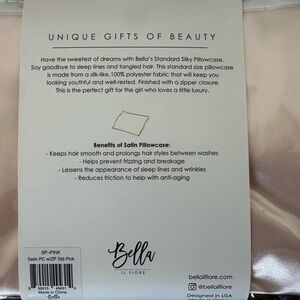 UNIQUE GIFTS OF BEAUTY
Have the sweetest of dreams with Bella's Standard Silky Pillowcase.
Say goodbye to sleep lines and tangled hair. This standard size pillowcase
is made from a silk-like, 100% polyester fabric that will keep you
looking youthful and well-rested. Finished with a zipper closure.
This is the perfect gift for the girl who loves a little luxury.
Benefits of Satin Pillowcase:
- Keeps hair smooth and prolongs hair styles between washes
- Helps prevent frizzing and breakage
- Lessens the appearance of sleep lines and wrinkles
- Reduces friction to help with anti-aging
SP-PINK
Satin PC w/ZP Std Pink
Made in China
Bella
Bella
IL FIORE
bellailfiore.com
@bellailfiore
Designed in USA